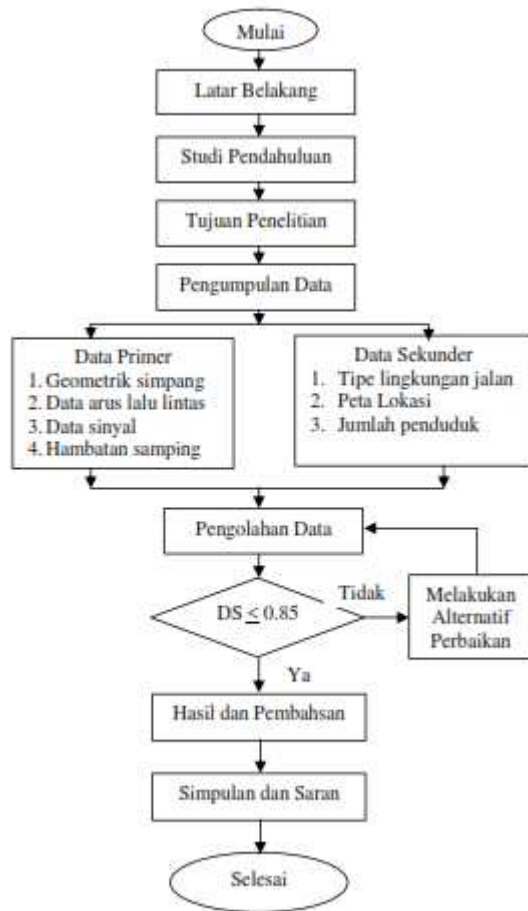 Mulai
Latar Belakang
Studi Pendahuluan
Tujuan Penelitian
Pengumpulan Data
Data Primer
1. Geometrik simpang
2. Data arus lalu lintas
3. Data sinyal
4. Hambatan samping
Data Sekunder
1. Tipe lingkungan jalan
2. Peta Lokasi
3. Jumlah penduduk
Pengolahan Data
DS ≤ 0.85
Tidak
Melakukan
Alternatif
Perbaikan
Ya
Hasil dan Pembahsan
Simpulan dan Saran
Selesai